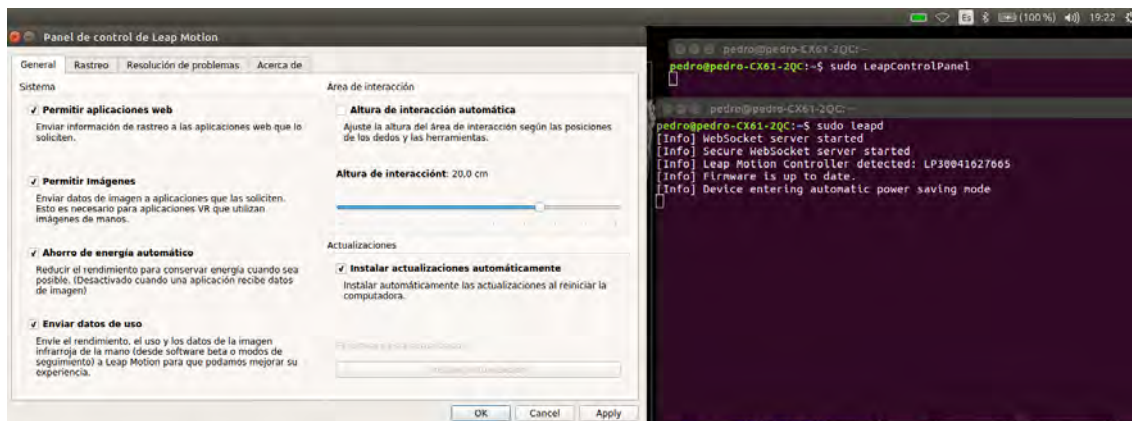 Es (100 %) 19:22
Panel de control de Leap Motion
General Rastreo Resolución de problemas Acerca de
Sistema
Permitir aplicaciones web
Enviar información de rastreo a las aplicaciones web que lo
soliciten.
Permitir Imágenes
Enviar datos de imagen a aplicaciones que las soliciten.
Esto es necesario para aplicaciones VR que utilizan
imágenes de manos.
Ahorro de energía automático
Reducir el rendimiento para conservar energía cuando sea
posible. (Desactivado cuando una aplicación recibe datos
de imagen)
Enviar datos de uso
Envíe el rendimiento, el uso y los datos de la imagen
infrarroja de la mano (desde software beta o modos de
seguimiento) a Leap Motion para que podamos mejorar su
experiencia.
Area de interacción
Altura de interacción automática
Ajuste la altura del área de interacción según las posiciones
de los dedos y las herramientas.
Altura de interacciónt: 20,0 cm
Actualizaciones
Instalar actualizaciones automáticamente
Instalar automáticamente las actualizaciones al reiniciar la
computadora.
OK Cancel Apply
pedro@pedro-CX61-2QC: ~
pedro@pedro-CX61-2QC:~$ sudo LeapControlPanel
pedro@pedro-CX61-2QC: ~
pedro@pedro-CX61-2QC:~$ sudo leapd
[Info] WebSocket server started
[Info] Secure WebSocket server started
[Info] Leap Motion Controller detected: LP30041627665
[Info] Firmware is up to date.
[Info] Device entering automatic power saving mode